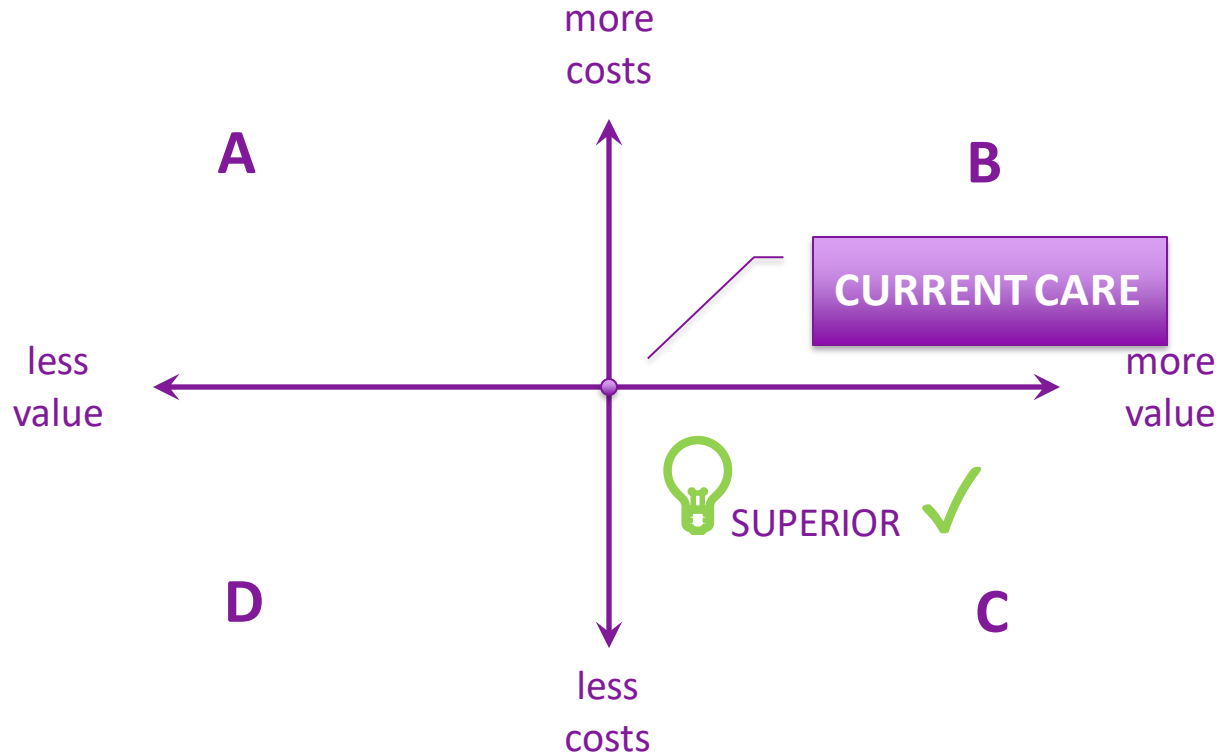 more
costs
A
B
CURRENT CARE
less
value
more
value
SUPERIOR
D
C
less
costs